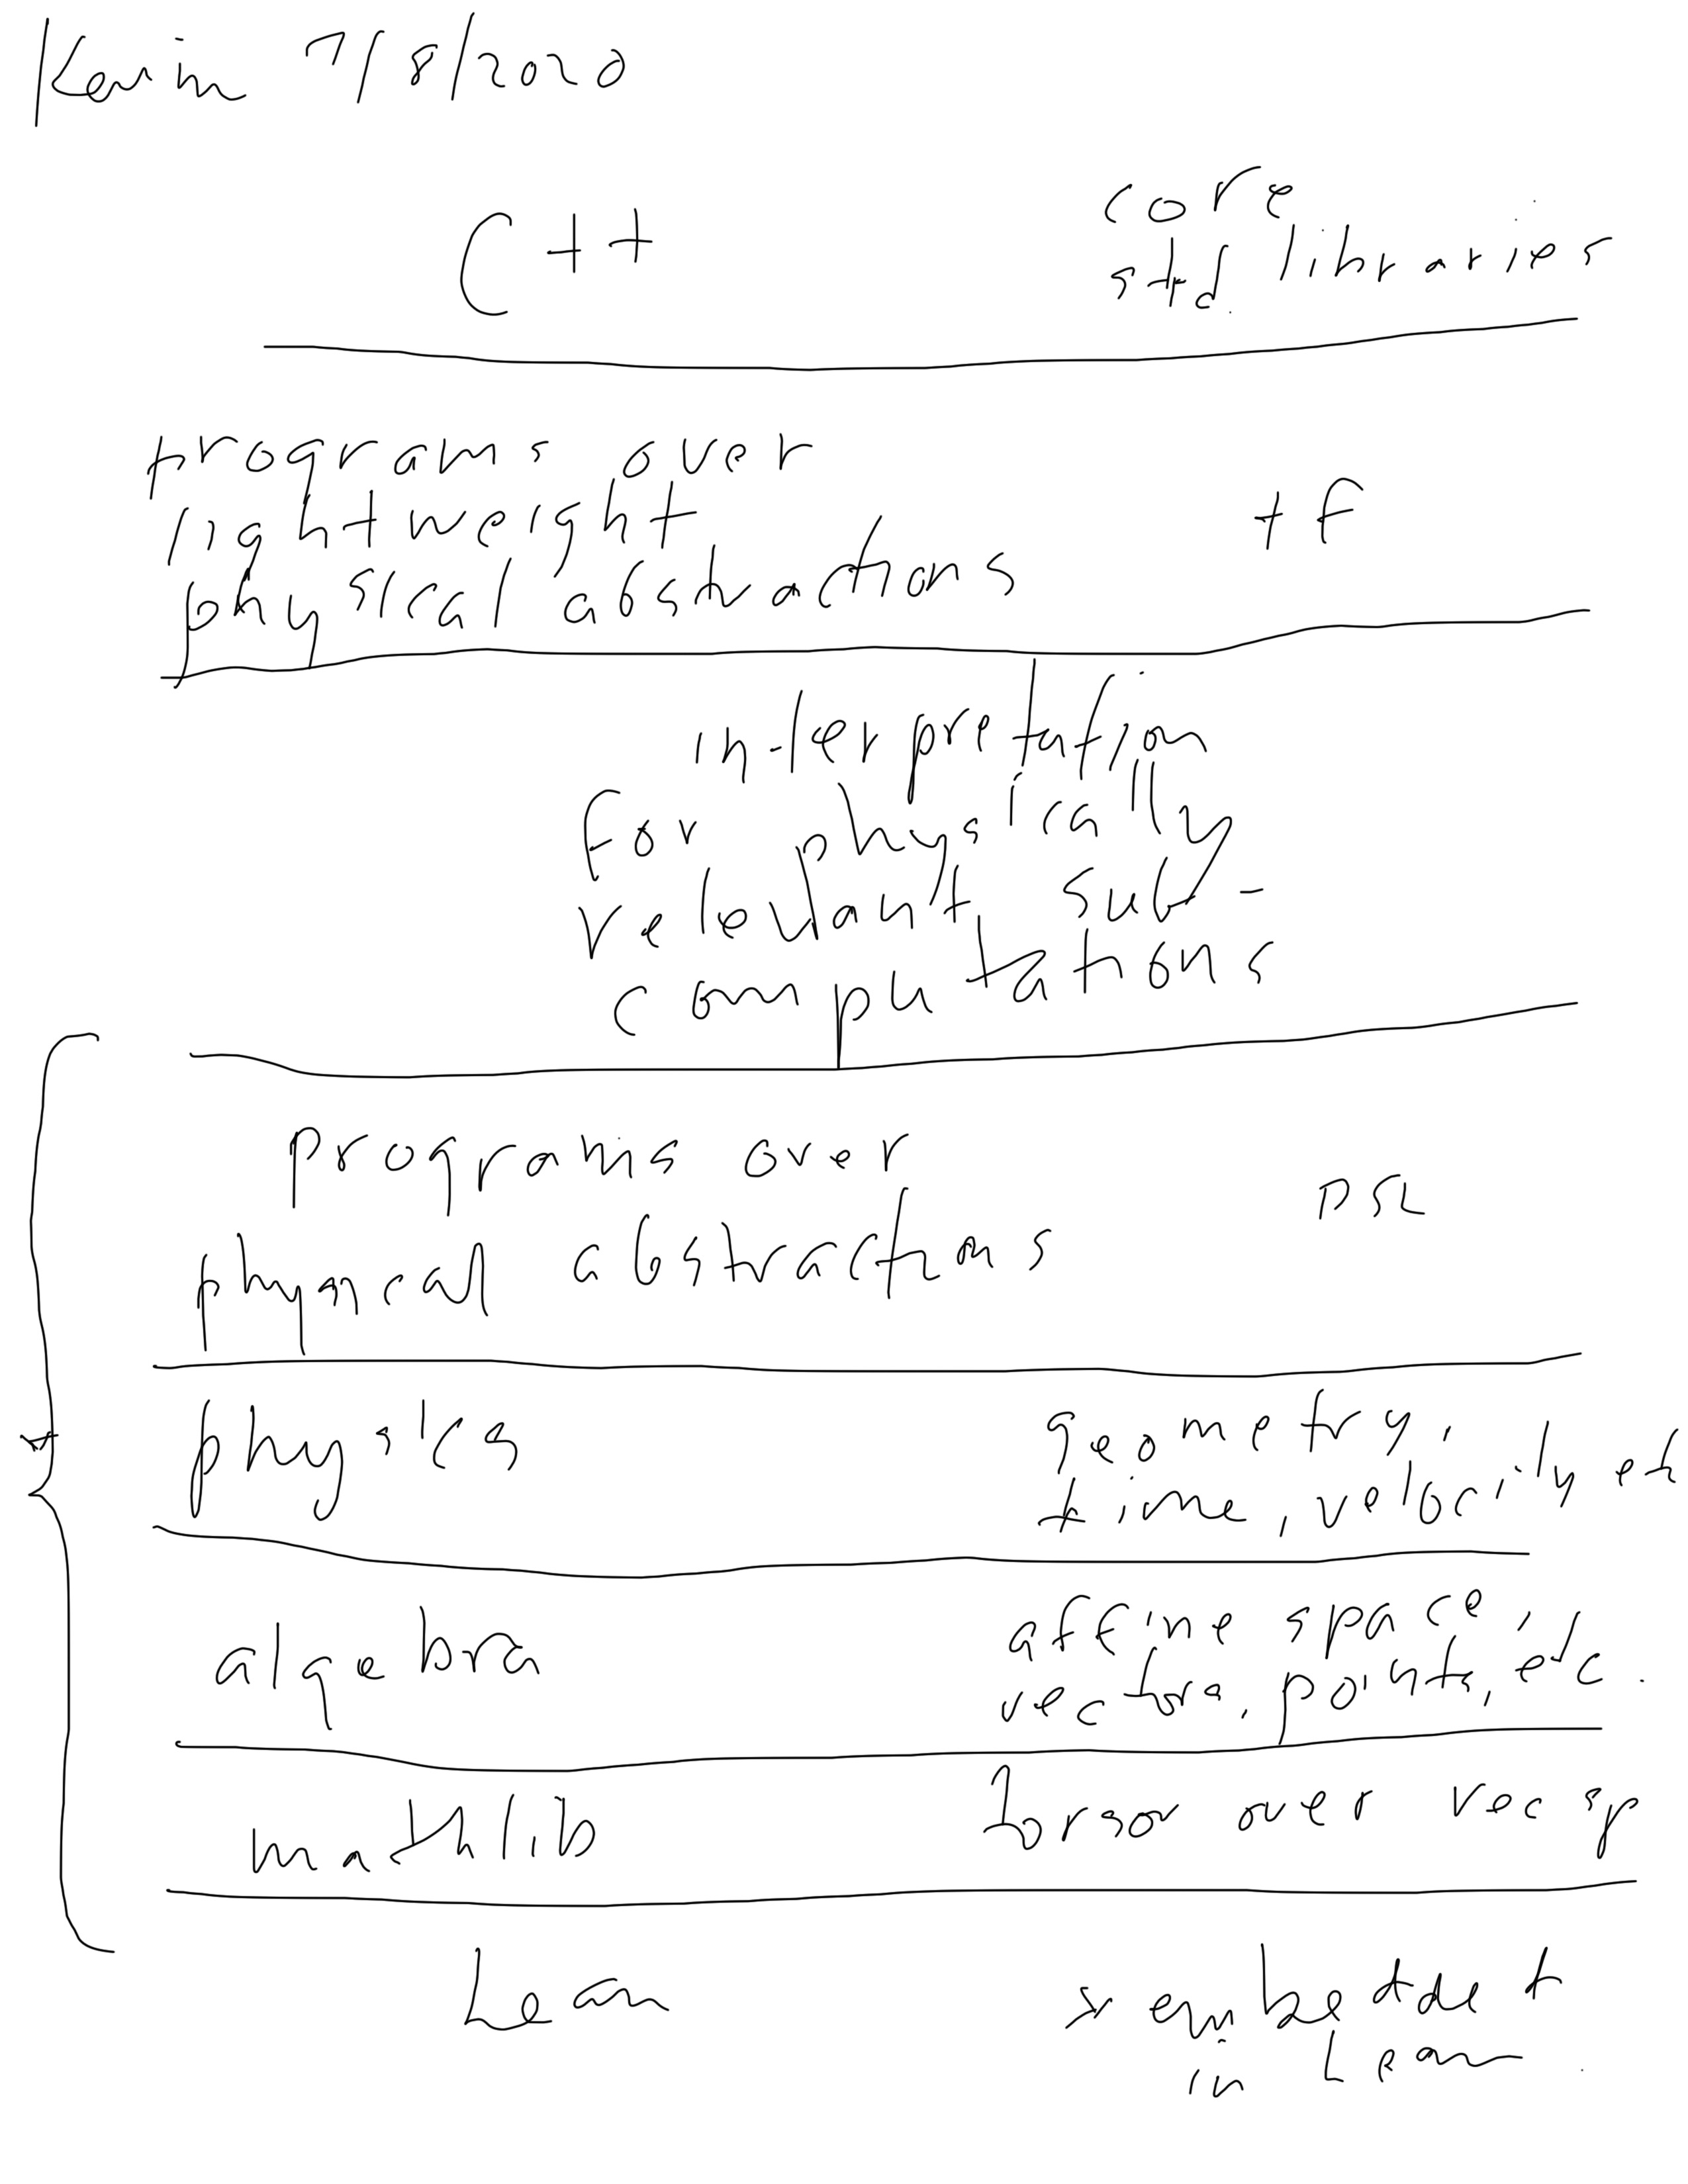 Kevin 7/8/2020
C++
core
std libraries
programs over
lightweight
physical abstractions
tf
interpretation
for physically
relevant sub-
computations
Programs over
physical abstractions
DSL
physics
geometry,
time, velocity, et
algebra
affine space,
vectors, points, etc.
mathlib
torsor over vec sp
Lean
embedded
in Lean